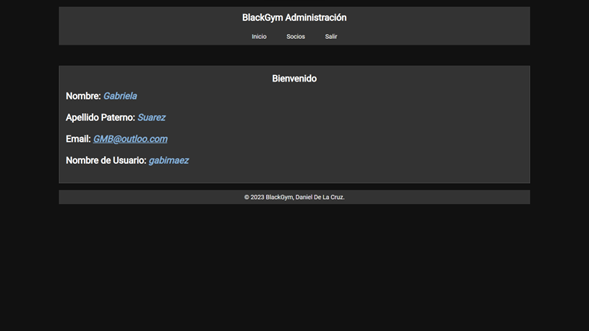 BlackGym Administración
Inicio Socios Salir
Bienvenido
Nombre: Gabriela
Apellido Paterno: Suarez
Email: GMB@outloo.com
Nombre de Usuario: gabimaez
© 2023 BlackGym, Daniel De La Cruz.